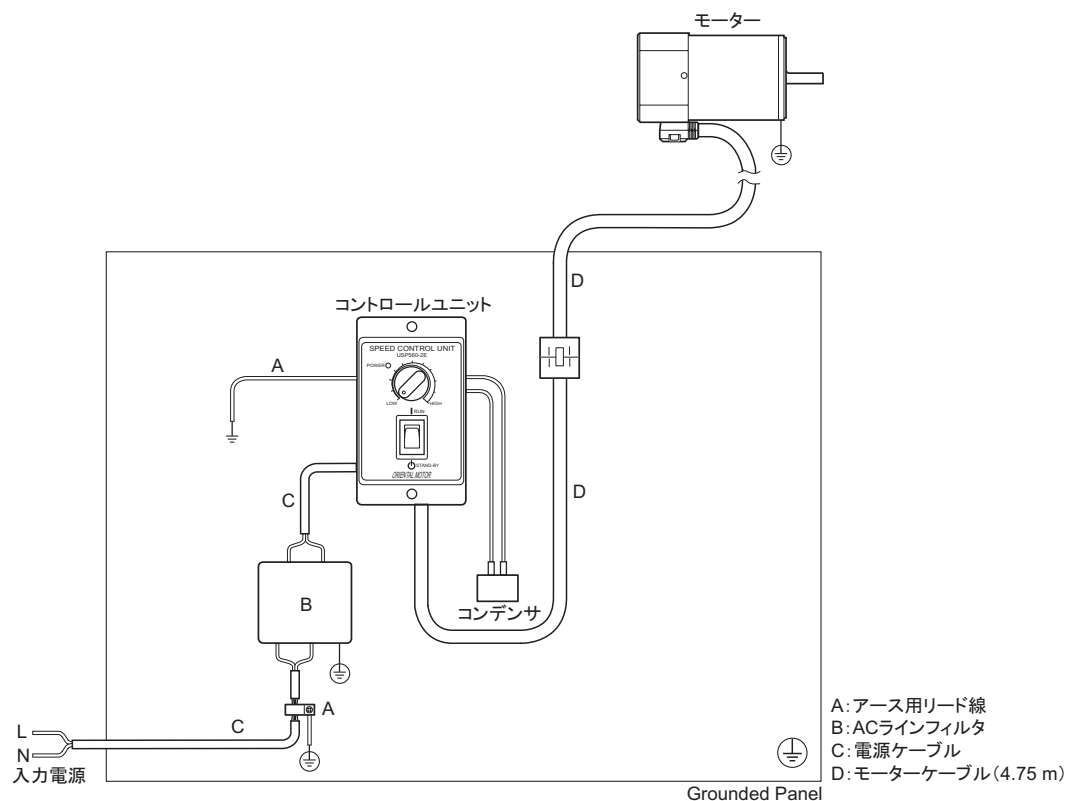 モーター
D
コントロールユニット
SPEED CONTROL UNIT
USP560-2E
POWER
LOW
HIGH
RUN
STAND-BY
ORIENTAL MOTOR
A
C
D
B
コンデンサ
A
C
L
N
入力電源
A:アース用リード線
B:ACラインフィルタ
C:電源ケーブル
D:モーターケーブル(4.75 m)
Grounded Panel